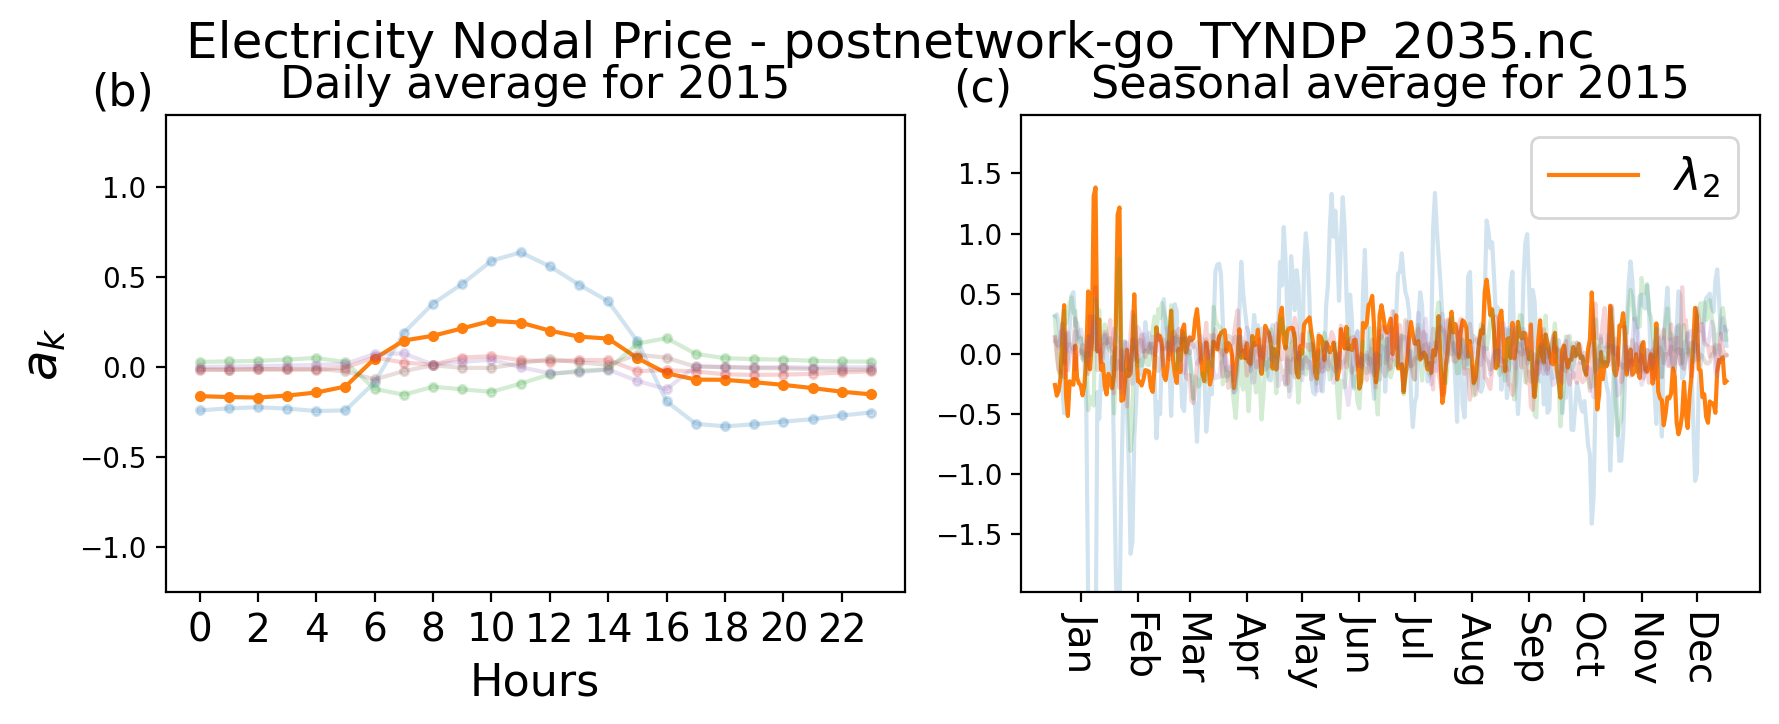 Electricity Nodal Price - postnetwork-go_TYNDP_2035.nc
(b) Daily average for 2015
1.0
0.5
0.0
−0.5
−1.0
a_k
0 2 4 6 8 10 12 14 16 18 20 22
Hours
(c) Seasonal average for 2015
λ_2
1.5
1.0
0.5
0.0
−0.5
−1.0
−1.5
Jan Feb Mar Apr May Jun Jul Aug Sep Oct Nov Dec